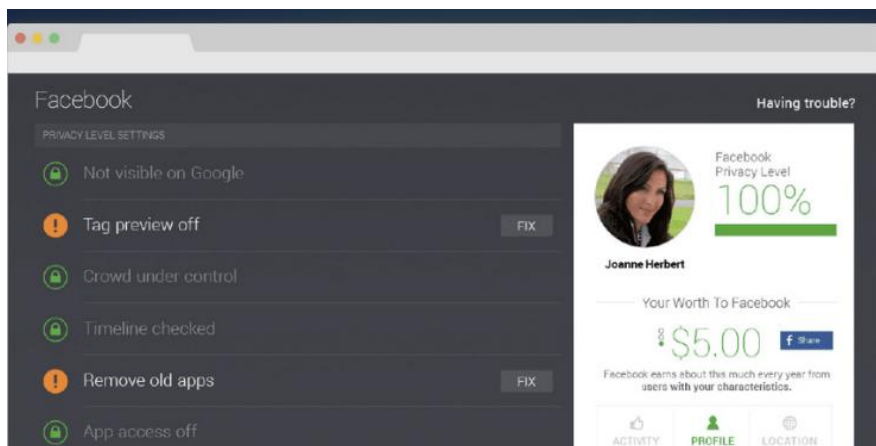 Facebook
Having trouble?
PRIVACY LEVEL SETTINGS
Not visible on Google
Tag preview off
FIX
Crowd under control
Timeline checked
Remove old apps
FIX
App access off
Facebook
Privacy Level
100%
Joanne Herbert
Your Worth To Facebook
$5.00
f Share
Facebook earns about this much every year from
users with your characteristics.
ACTIVITY
PROFILE
LOCATION